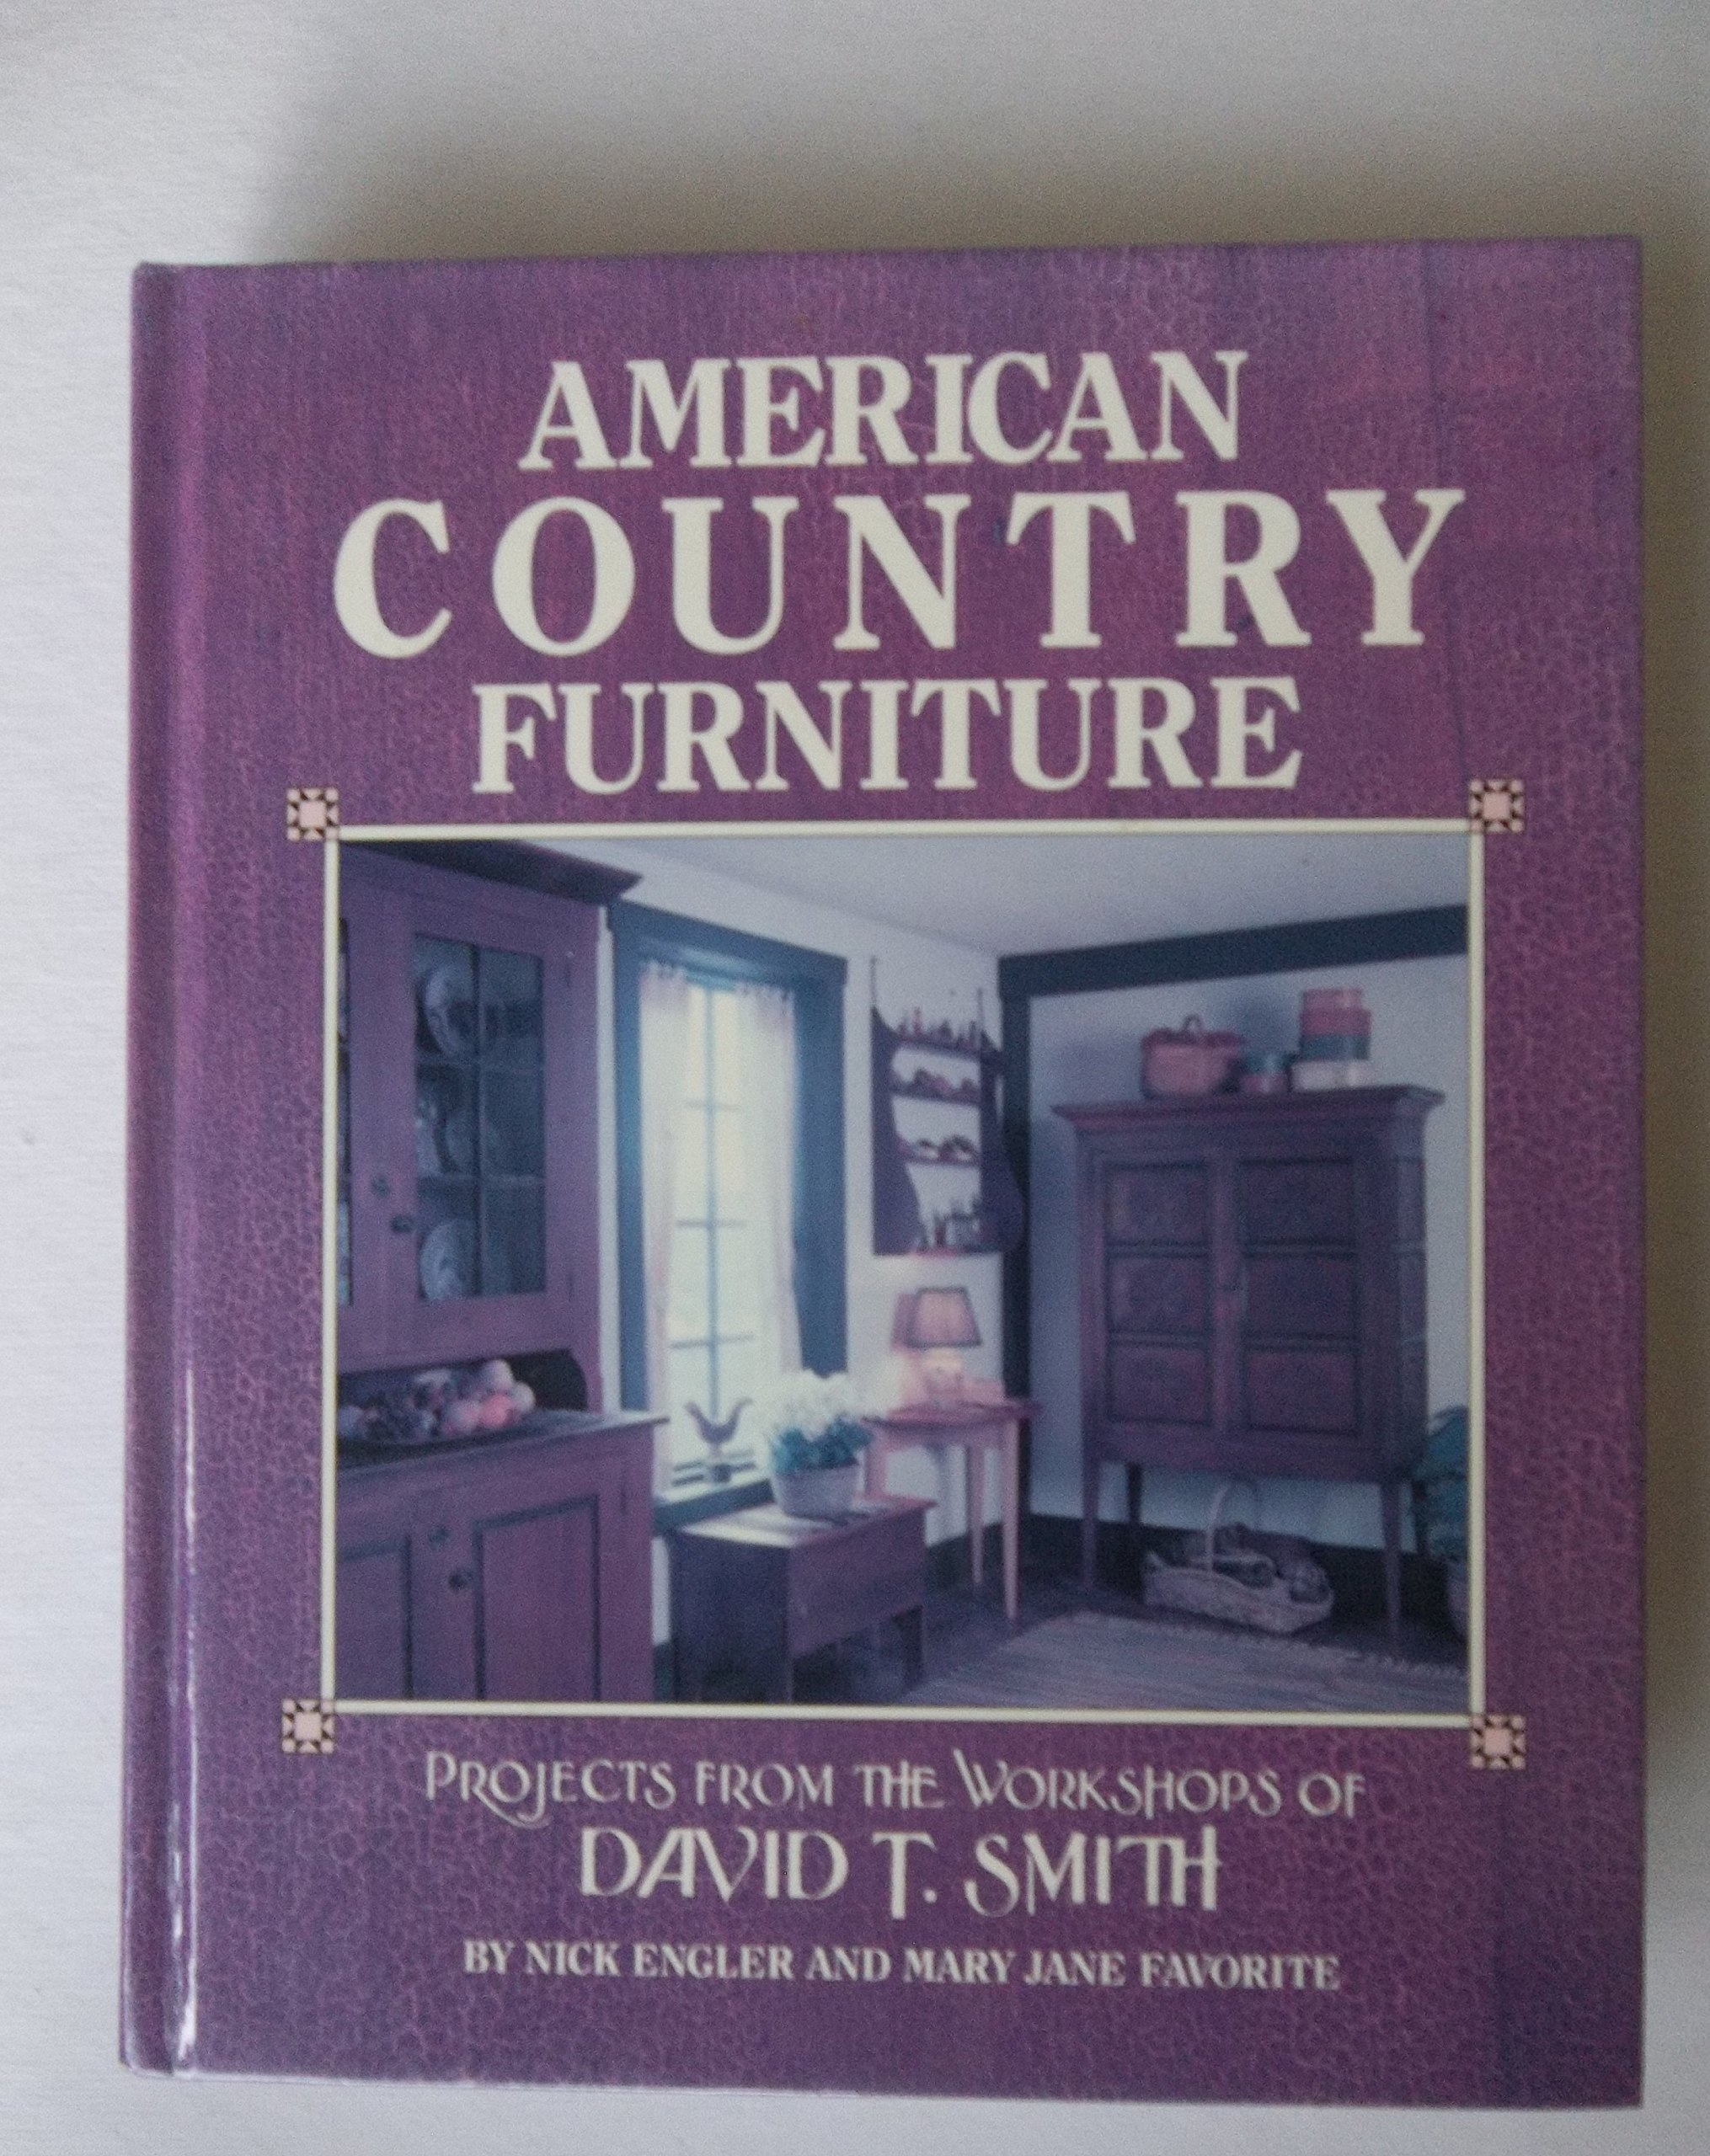 AMERICAN
COUNTRY
FURNITURE
PROJECTS FROM THE WORKSHOPS OF
DAVID T. SMITH
BY NICK ENGLER AND MARY JANE FAVORITE